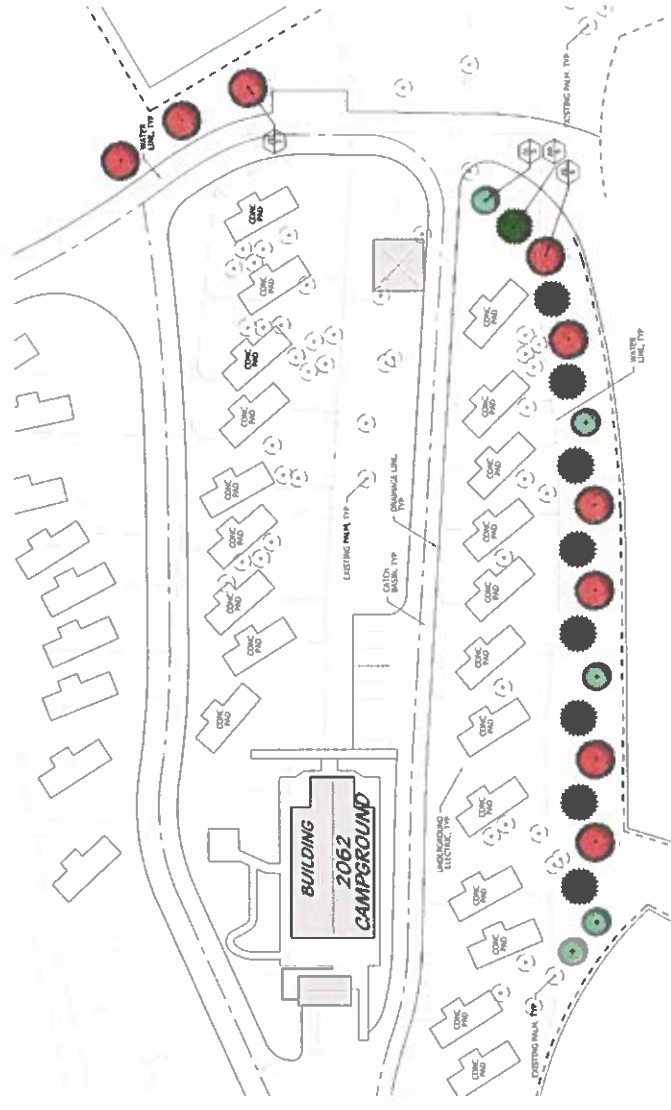 WATER
LINE, TYP
EXISTING PALM, TYP
CONC
PAD
CONC
PAD
CONC
PAD
CONC
PAD
CONC
PAD
CONC
PAD
CONC
PAD
CONC
PAD
CONC
PAD
EXISTING PALM, TYP
DRAINAGE LINE,
TYP
CATCH
BASIN, TYP
WATER
LINE, TYP
CONC
PAD
CONC
PAD
CONC
PAD
CONC
PAD
CONC
PAD
CONC
PAD
CONC
PAD
CONC
PAD
CONC
PAD
CONC
PAD
CONC
PAD
CONC
PAD
UNDERGROUND
ELECTRIC, TYP
BUILDING
2062
CAMPGROUND
EXISTING PALM, TYP